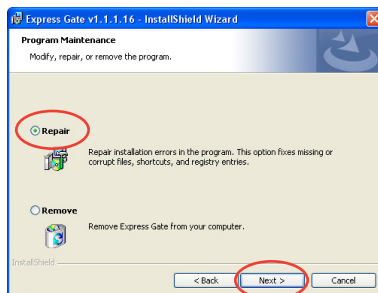 Express Gate v1.1.1.16 - InstallShield Wizard
Program Maintenance
Modify, repair, or remove the program.
Repair
Repair installation errors in the program. This option fixes missing or
corrupt files, shortcuts, and registry entries.
Remove
Remove Express Gate from your computer.
InstallShield
< Back Next > Cancel